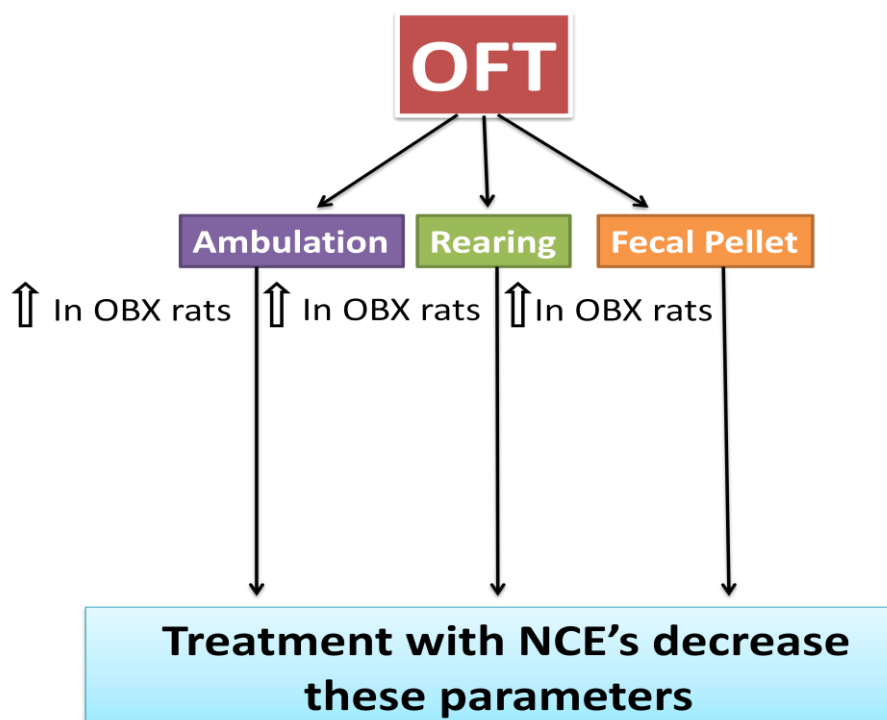 OFT
Ambulation
Rearing
Fecal Pellet
⇧ In OBX rats
⇧ In OBX rats
⇧In OBX rats
Treatment with NCE’s decrease
these parameters